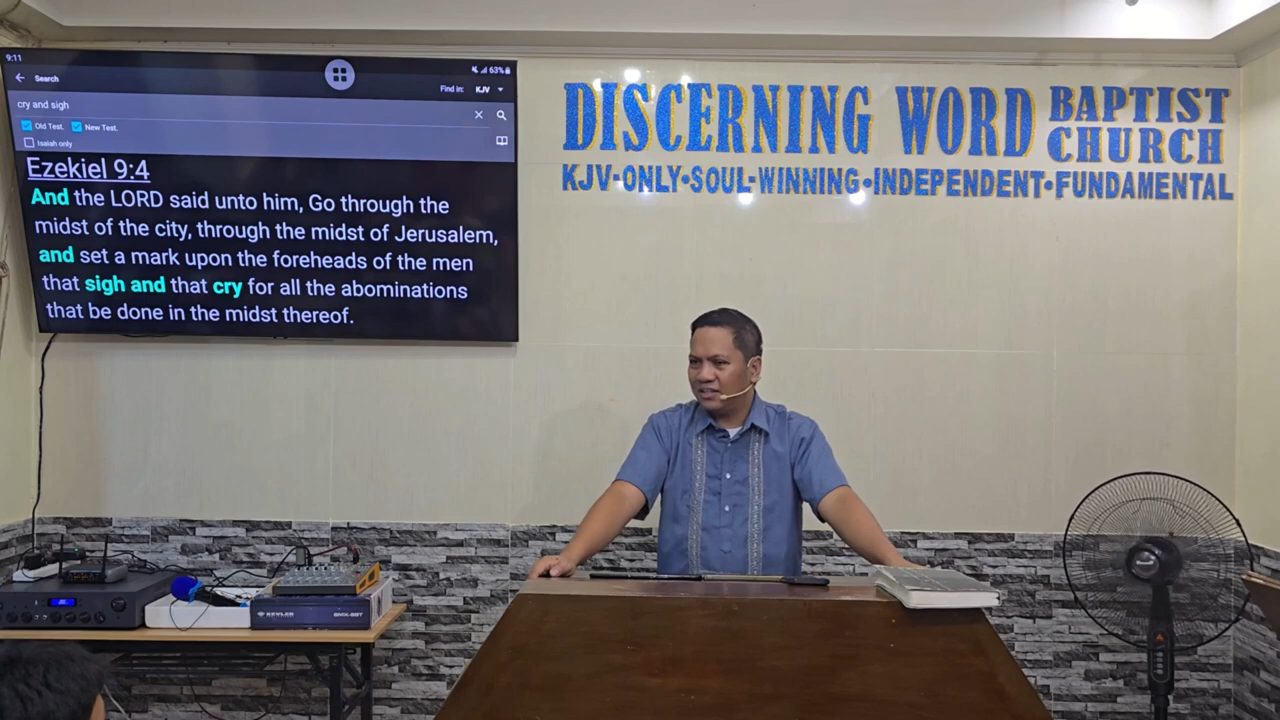 9:11
63%
Search
Find in: KJV
cry and sigh
Old Test. New Test.
Isaiah only
Ezekiel 9:4
And the LORD said unto him, Go through the
midst of the city, through the midst of Jerusalem,
and set a mark upon the foreheads of the men
that sigh and that cry for all the abominations
that be done in the midst thereof.
DISCERNING WORD BAPTIST
CHURCH
KJV-ONLY•SOUL-WINNING•INDEPENDENT•FUNDAMENTAL
KEVLER